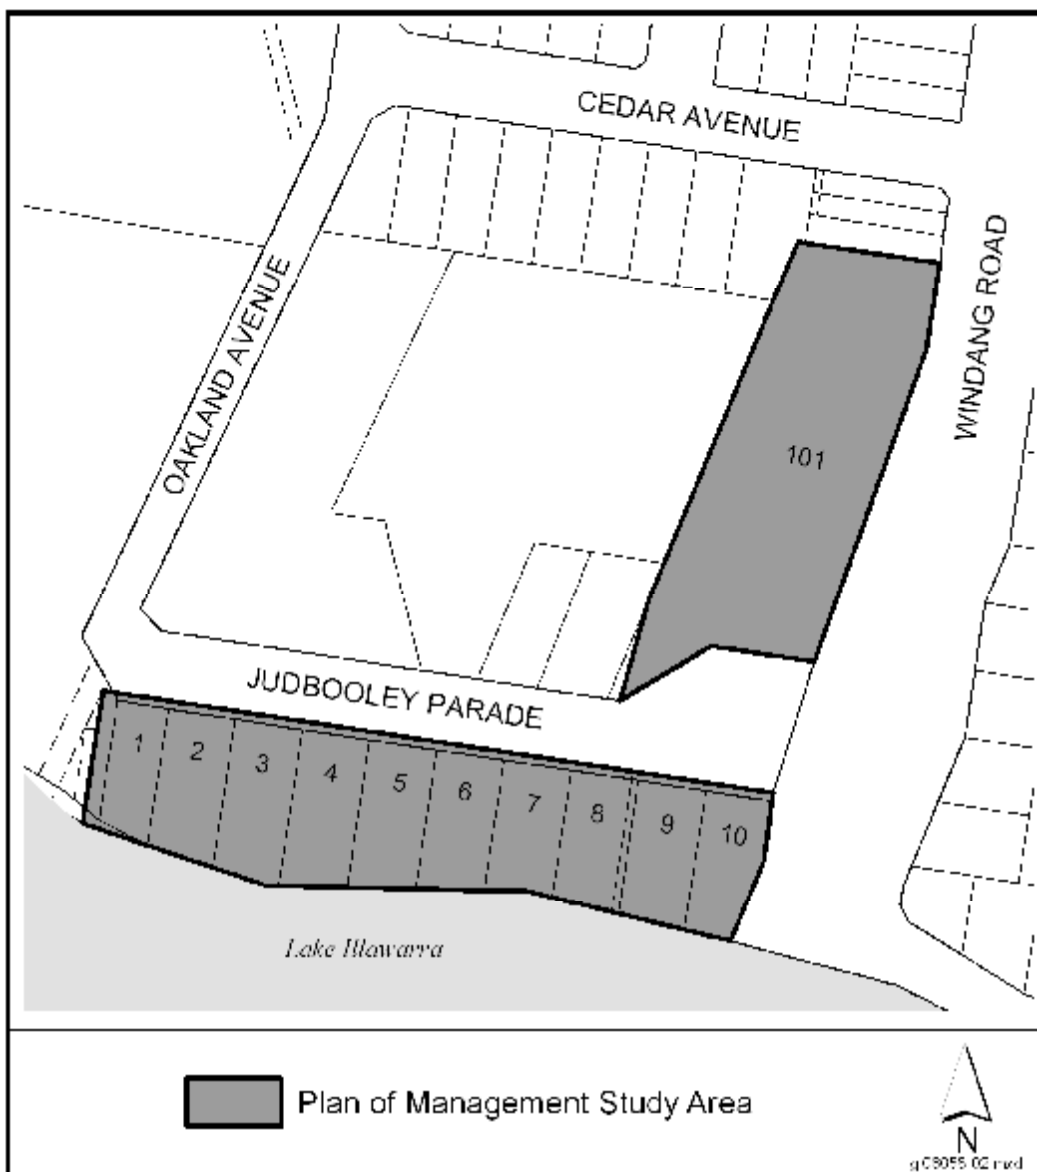 CEDAR AVENUE
WINDANG ROAD
OAKLAND AVENUE
101
JUDBOOLEY PARADE
1 2 3 4 5 6 7 8 9 10
Lake Illawarra
Plan of Management Study Area
N